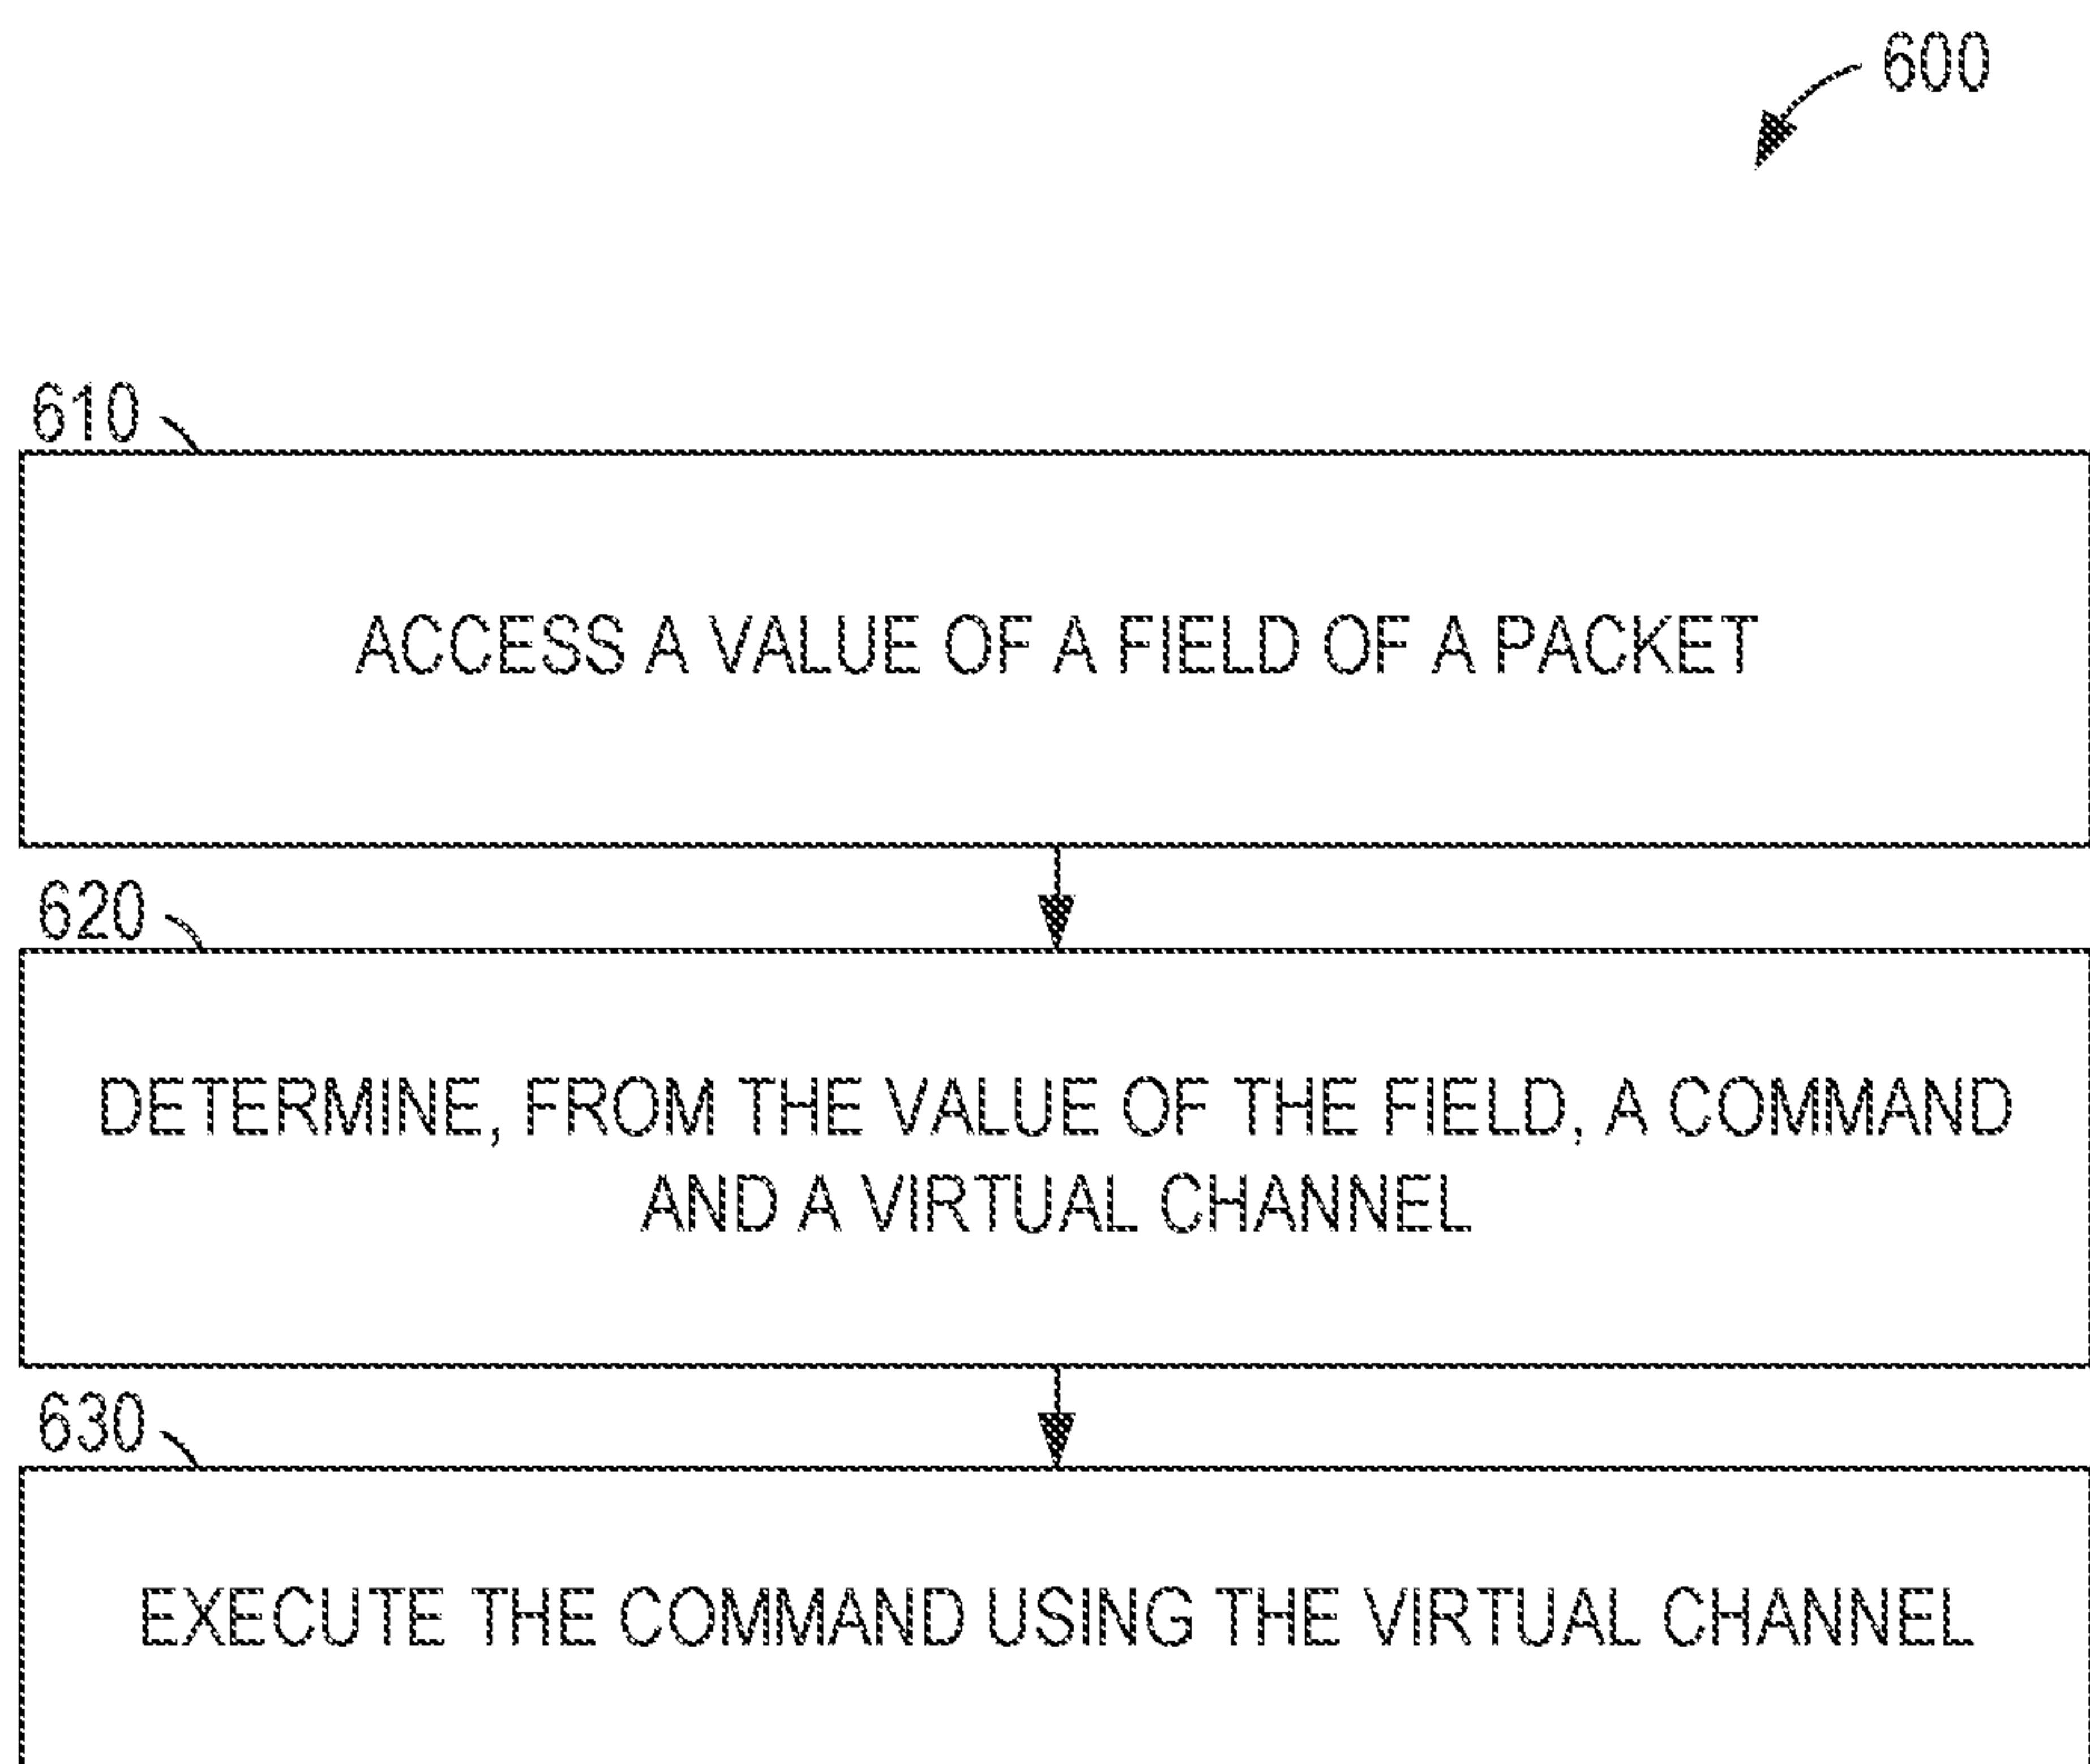 600
610
ACCESS A VALUE OF A FIELD OF A PACKET
620
DETERMINE, FROM THE VALUE OF THE FIELD, A COMMAND
AND A VIRTUAL CHANNEL
630
EXECUTE THE COMMAND USING THE VIRTUAL CHANNEL